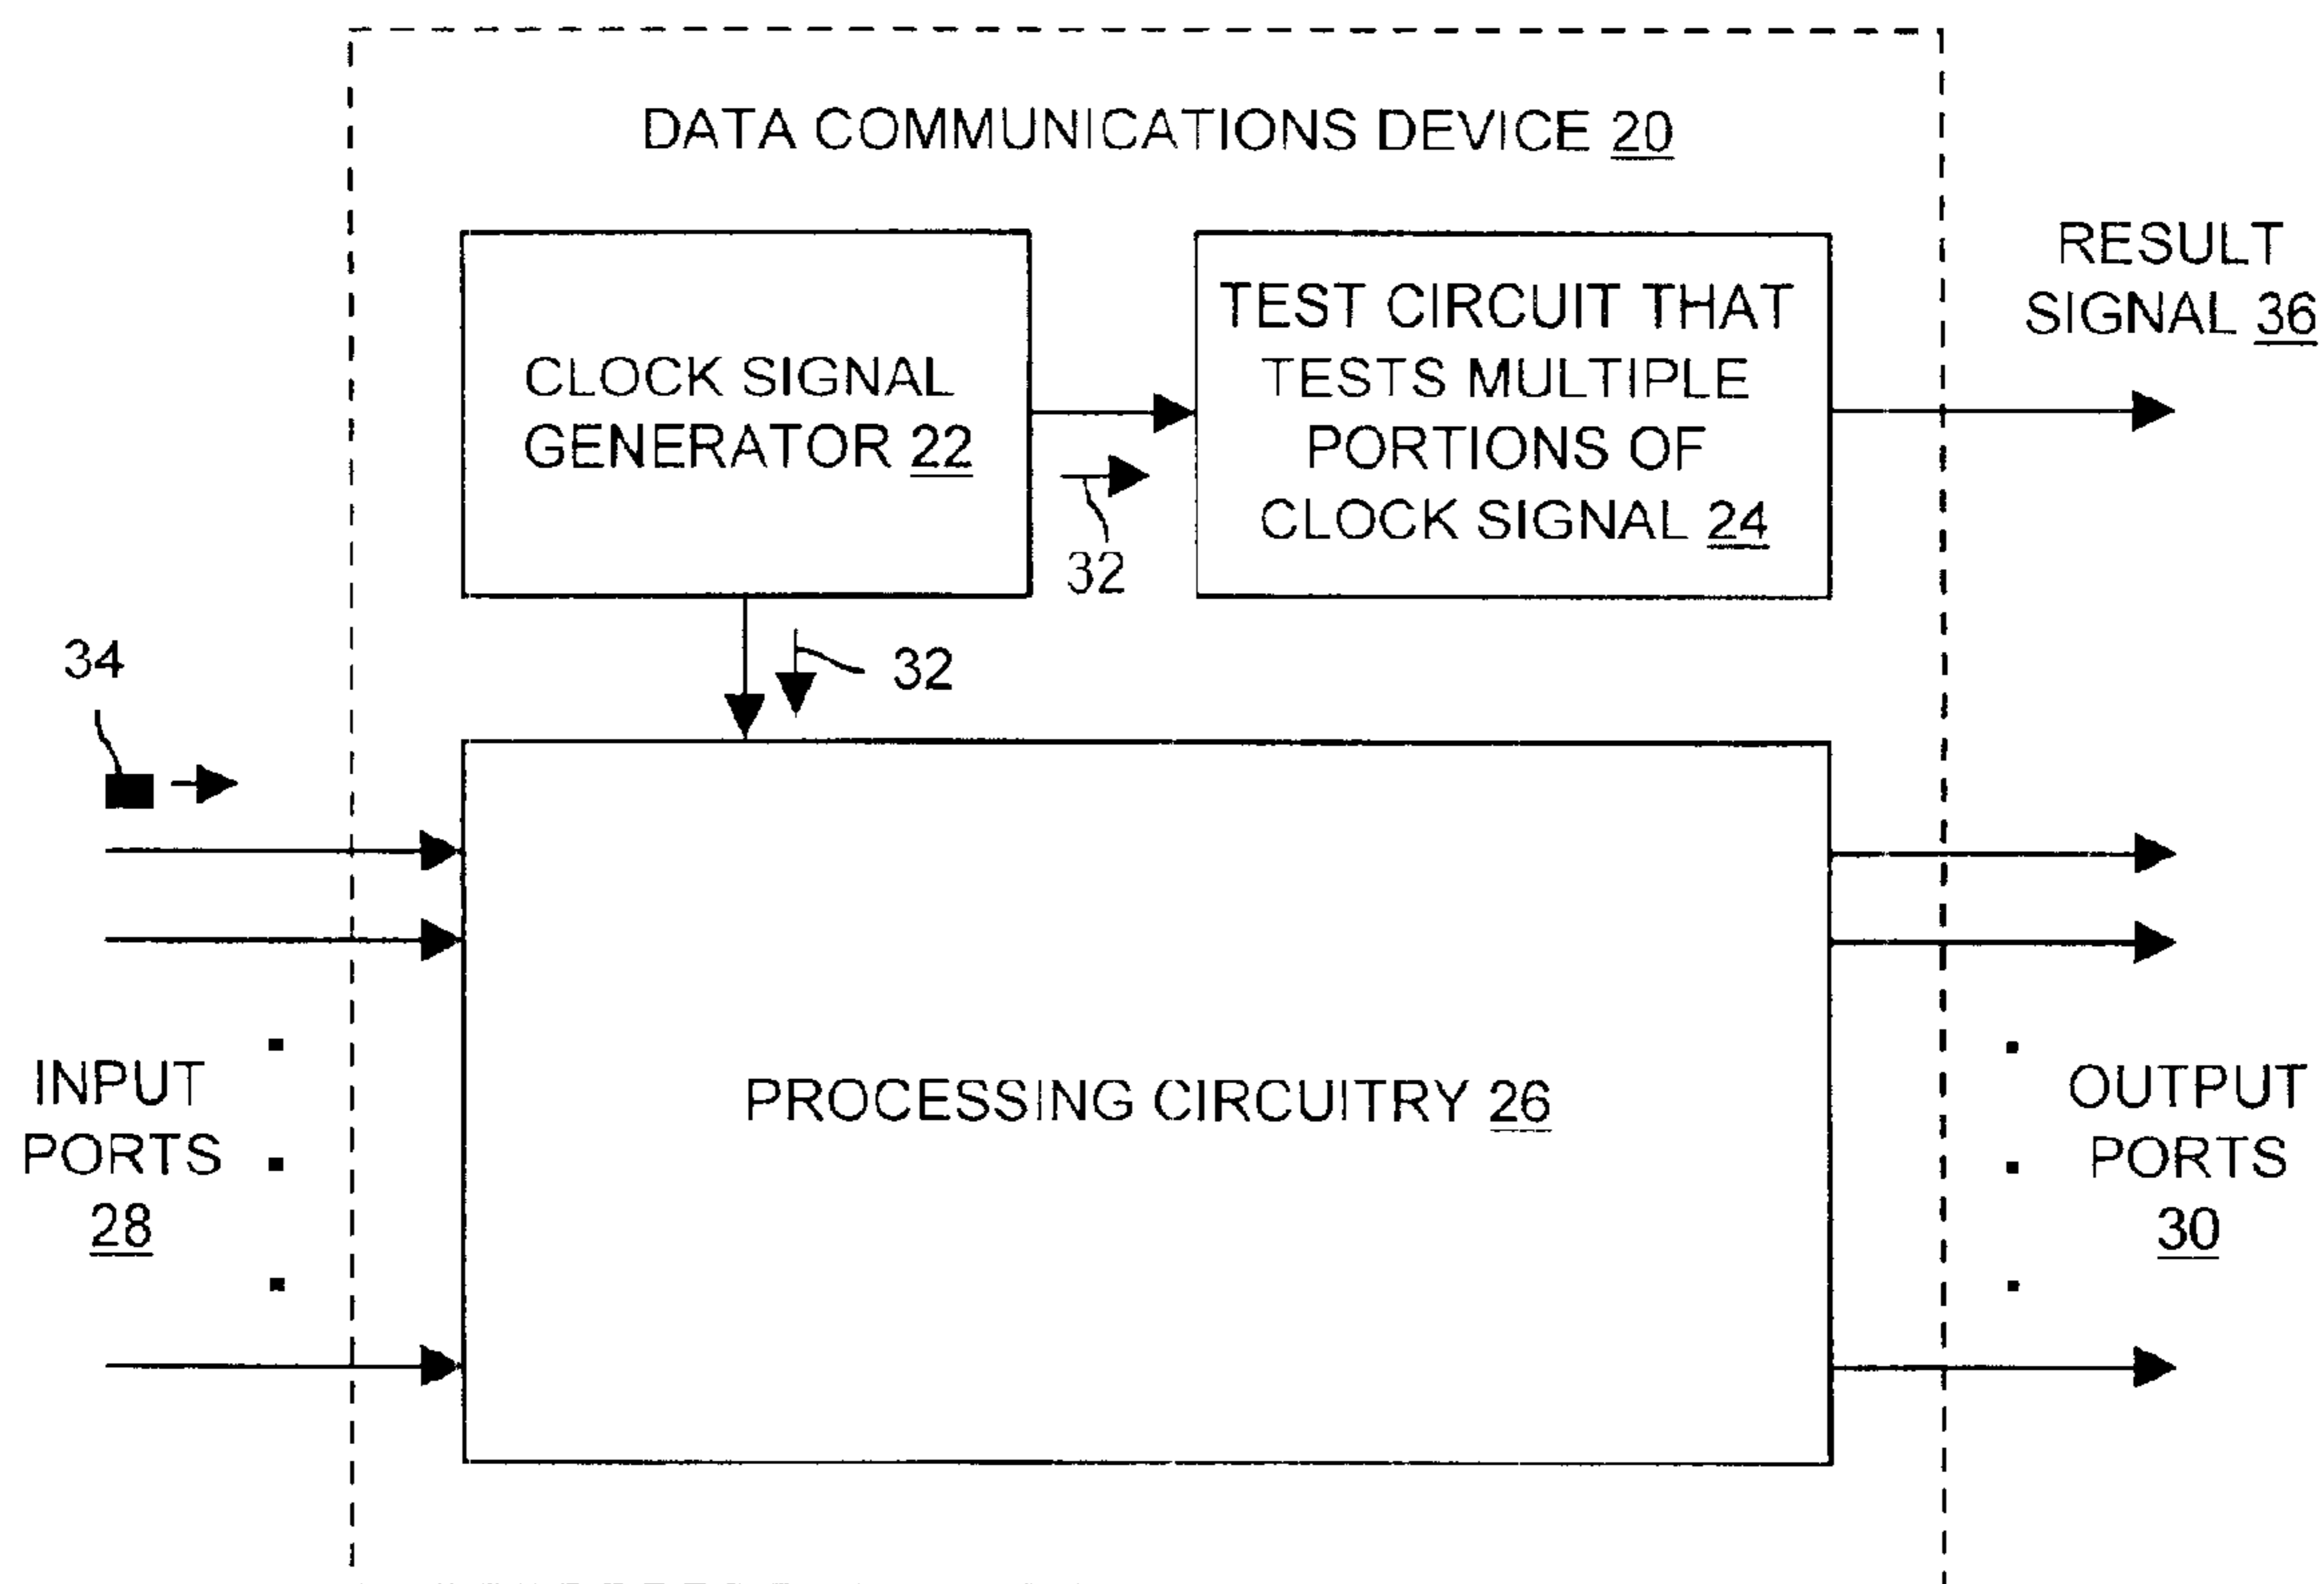 DATA COMMUNICATIONS DEVICE 20
CLOCK SIGNAL
GENERATOR 22
TEST CIRCUIT THAT
TESTS MULTIPLE
PORTIONS OF
CLOCK SIGNAL 24
RESULT
SIGNAL 36
32
32
34
PROCESSING CIRCUITRY 26
INPUT
PORTS
28
OUTPUT
PORTS
30